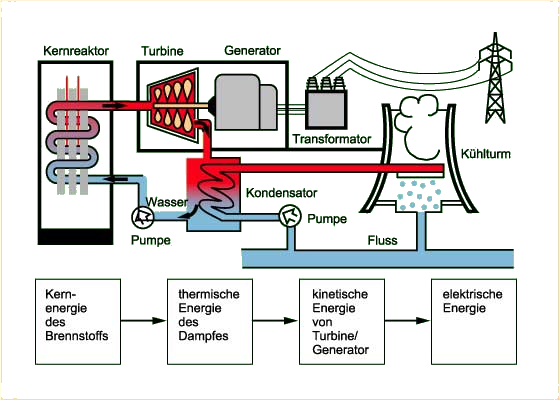 Kernreaktor
Turbine
Generator
Transformator
Kühlturm
Wasser
Kondensator
Pumpe
Pumpe
Fluss
Kern-
energie
des
Brennstoffs
thermische
Energie
des
Dampfes
kinetische
Energie
von
Turbine/
Generator
elektrische
Energie